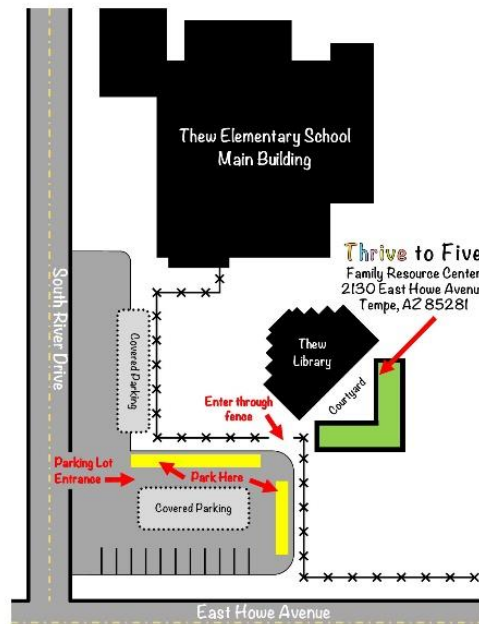 Thew Elementary School
Main Building
Thrive to Five
Family Resource Center
2130 East Howe Avenue
Tempe, AZ 85281
South River Drive
Covered Parking
Thew
Library
Courtyard
Enter through
fence
Parking Lot
Entrance
Park Here
Covered Parking
East Howe Avenue